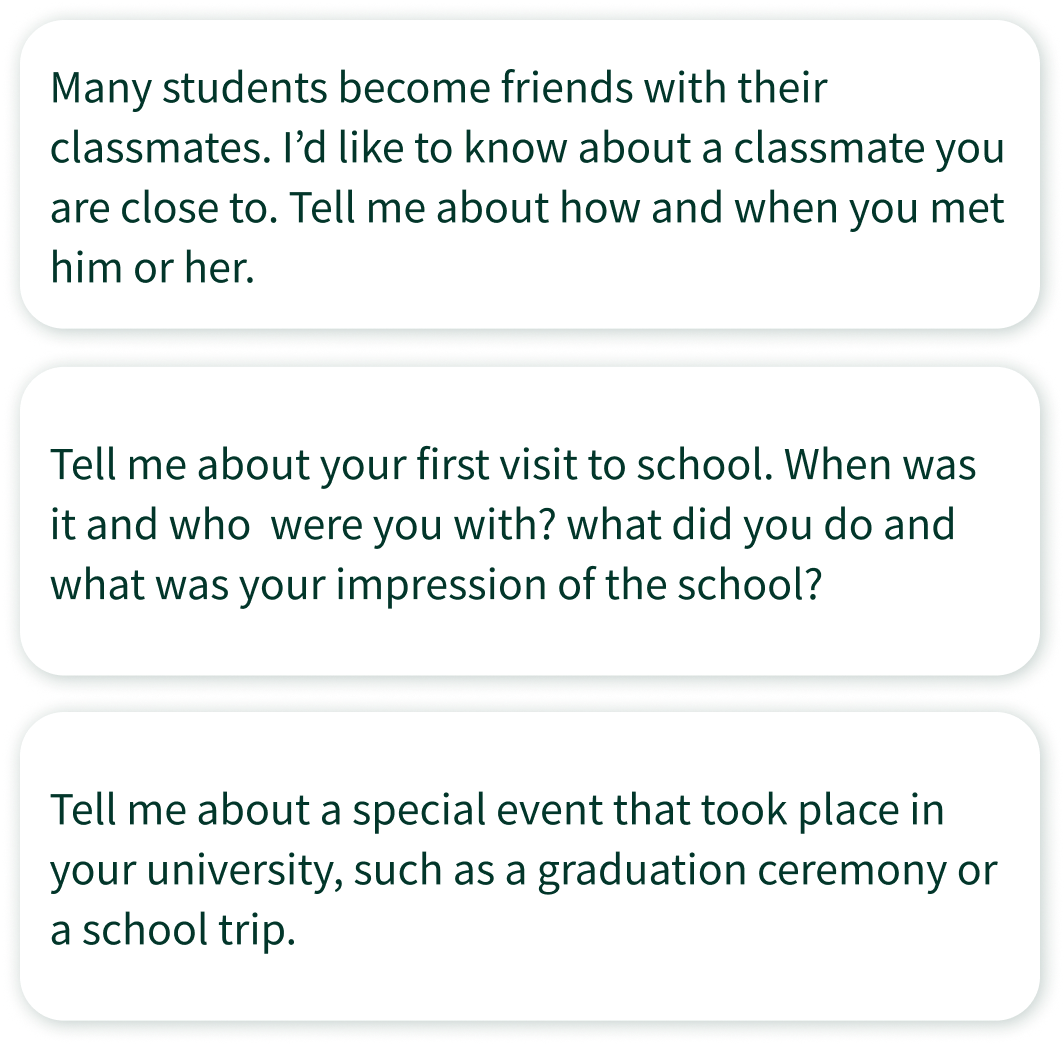 Many students become friends with their
classmates. I’d like to know about a classmate you
are close to. Tell me about how and when you met
him or her.
Tell me about your first visit to school. When was
it and who  were you with? what did you do and
what was your impression of the school?
Tell me about a special event that took place in
your university, such as a graduation ceremony or
a school trip.